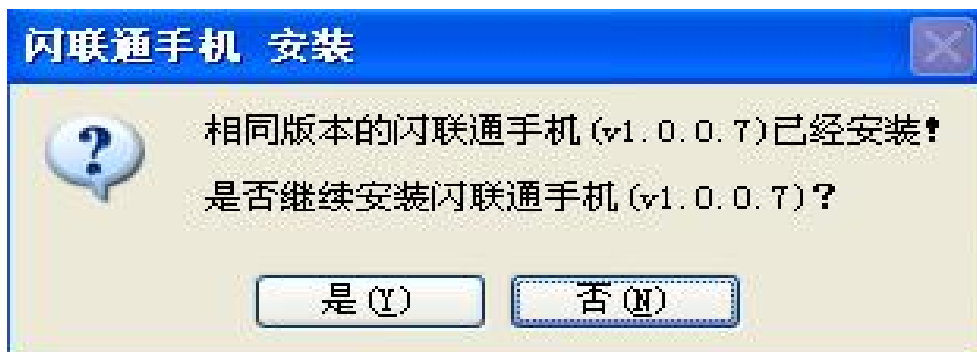 闪联通手机 安装
相同版本的闪联通手机(v1.0.0.7)已经安装!
是否继续安装闪联通手机(v1.0.0.7)?
是(Y) 否(N)